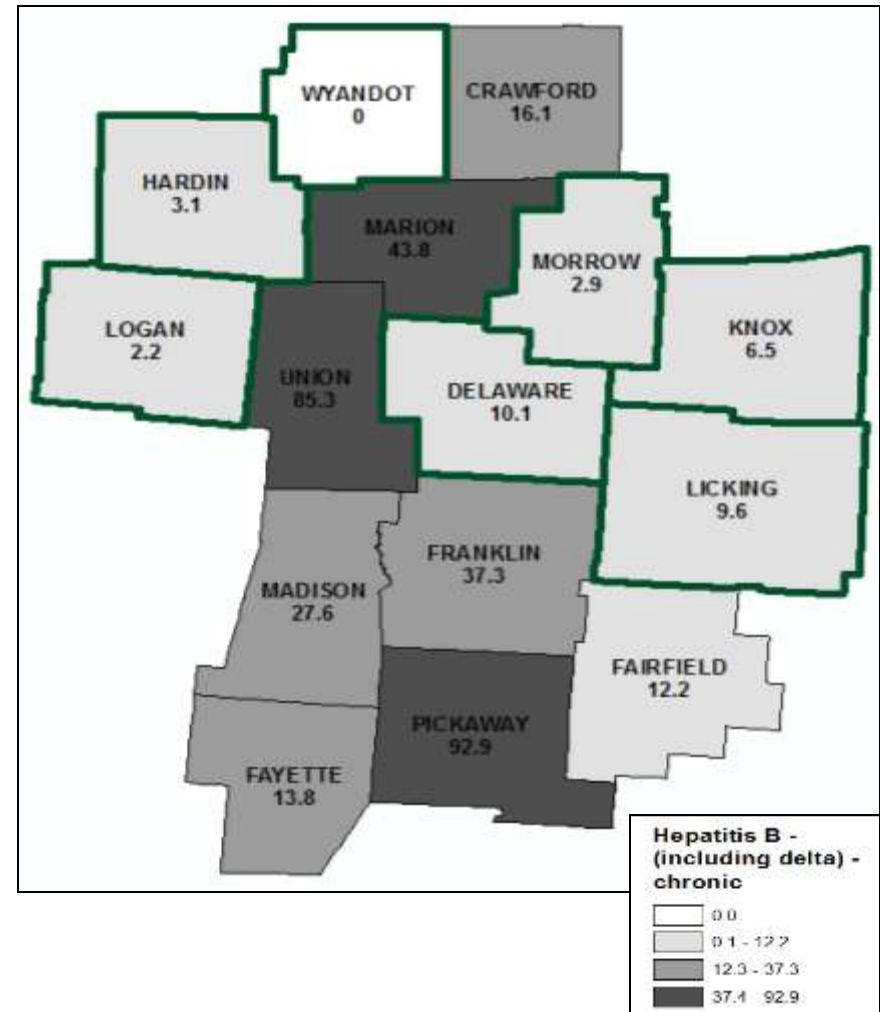 WYANDOT
0
CRAWFORD
16.1
HARDIN
3.1
MARION
43.8
MORROW
2.9
LOGAN
2.2
KNOX
6.5
UNION
85.3
DELAWARE
10.1
LICKING
9.6
FRANKLIN
37.3
MADISON
27.6
FAIRFIELD
12.2
PICKAWAY
92.9
FAYETTE
13.8
Hepatitis B -
(including delta) -
chronic
0.0
0.1 - 12.2
12.3 - 37.3
37.4 - 92.9